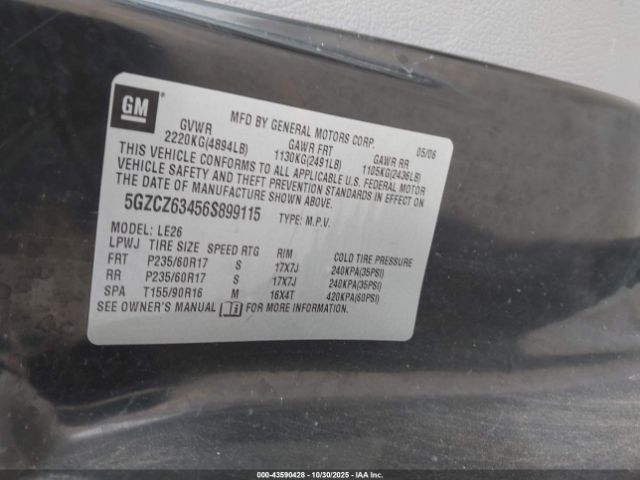 GM
MFD BY GENERAL MOTORS CORP.
05/06
GVWR GAWR FRT GAWR RR
2220KG(4894LB) 1130KG(2491LB) 1105KG(2436LB)
THIS VEHICLE CONFORMS TO ALL APPLICABLE U.S. FEDERAL MOTOR
VEHICLE SAFETY AND THEFT PREVENTION STANDARDS IN EFFECT ON
THE DATE OF MANUFACTURE SHOWN ABOVE.
5GZCZ63456S899115 TYPE: M.P.V.
MODEL: LE26
LPWJ TIRE SIZE SPEED RTG RIM COLD TIRE PRESSURE
FRT P235/60R17 S 17X7J 240KPA(35PSI)
RR P235/60R17 S 17X7J 240KPA(35PSI)
SPA T155/90R16 M 16X4T 420KPA(60PSI)
SEE OWNER'S MANUAL FOR MORE INFORMATION.
000-43590428 - 10/30/2025 - IAA, Inc.